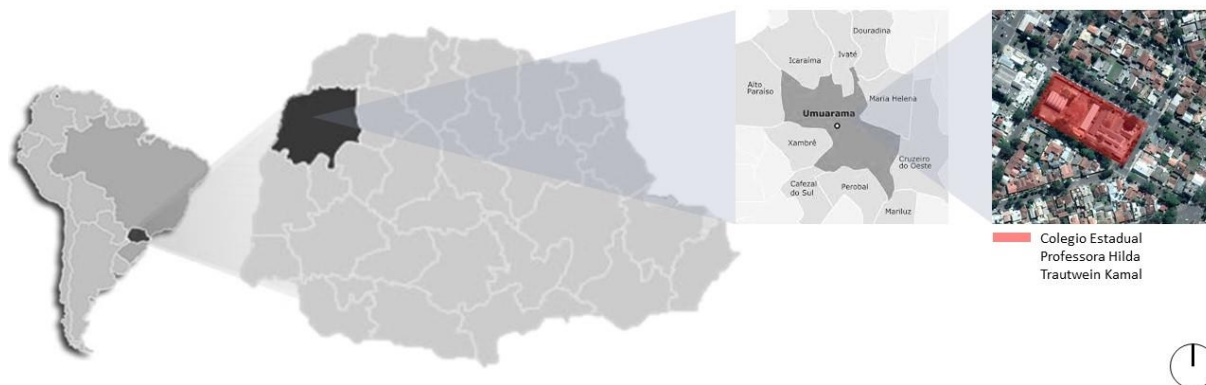 Douradina
Icaraíma
Ivaté
Alto
Paraíso
Maria Helena
Umuarama
Xambrê
Cruzeiro
do Oeste
Cafezal
do Sul
Perobal
Mariluz
Colegio Estadual
Professora Hilda
Trautwein Kamal